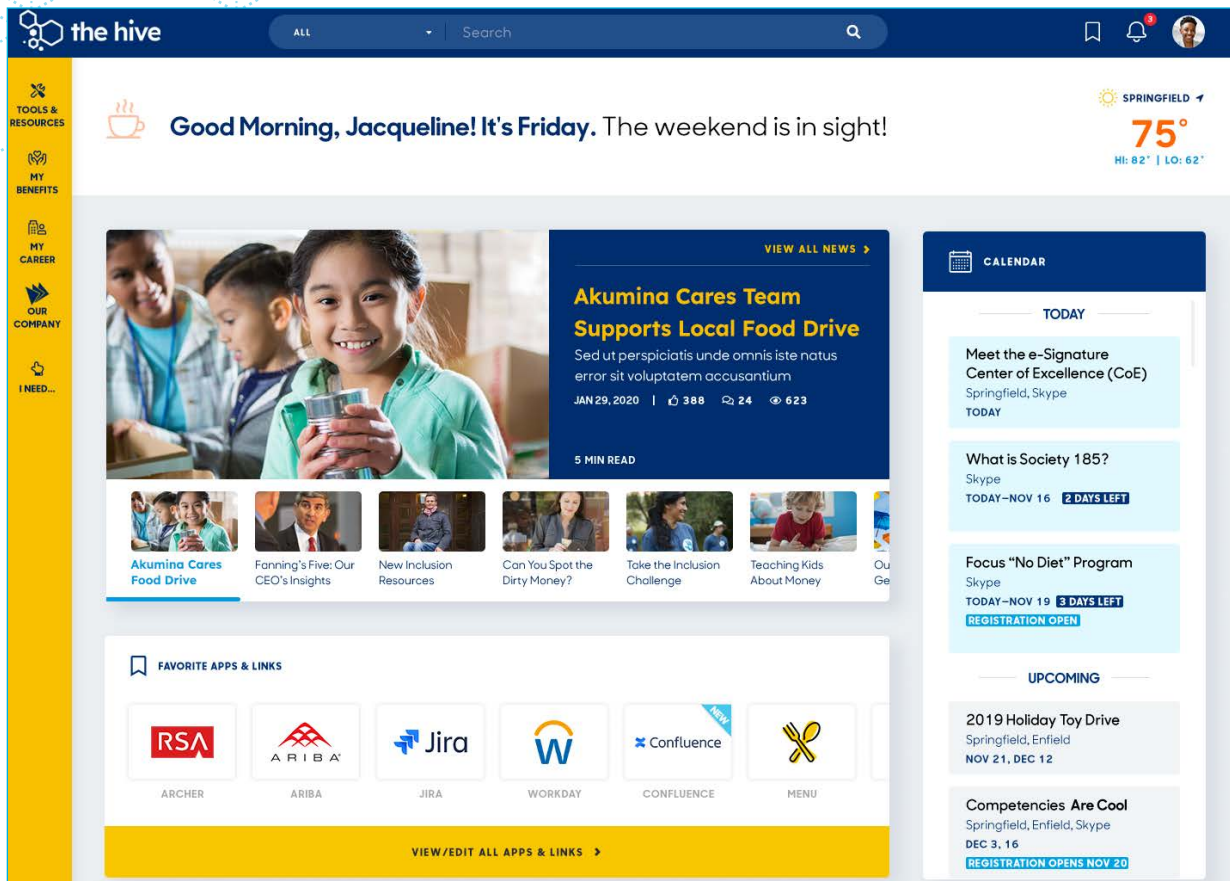 the hive
ALL
Search
3
TOOLS &
RESOURCES
MY
BENEFITS
MY
CAREER
OUR
COMPANY
I NEED...
Good Morning, Jacqueline! It's Friday. The weekend is in sight!
SPRINGFIELD
75°
HI: 82° | LO: 62°
VIEW ALL NEWS >
Akumina Cares Team
Supports Local Food Drive
Sed ut perspiciatis unde omnis iste natus
error sit voluptatem accusantium
JAN 29, 2020 | 388 24 623
5 MIN READ
Akumina Cares
Food Drive
Fanning's Five: Our
CEO's Insights
New Inclusion
Resources
Can You Spot the
Dirty Money?
Take the Inclusion
Challenge
Teaching Kids
About Money
Ou
Ge
FAVORITE APPS & LINKS
RSA
ARIBA
Jira
W
NEW
Confluence
ARCHER
ARIBA
JIRA
WORKDAY
CONFLUENCE
MENU
VIEW/EDIT ALL APPS & LINKS >
CALENDAR
TODAY
Meet the e-Signature
Center of Excellence (CoE)
Springfield, Skype
TODAY
What is Society 185?
Skype
TODAY–NOV 16 2 DAYS LEFT
Focus “No Diet” Program
Skype
TODAY–NOV 19 3 DAYS LEFT
REGISTRATION OPEN
UPCOMING
2019 Holiday Toy Drive
Springfield, Enfield
NOV 21, DEC 12
Competencies Are Cool
Springfield, Enfield, Skype
DEC 3, 16
REGISTRATION OPENS NOV 20